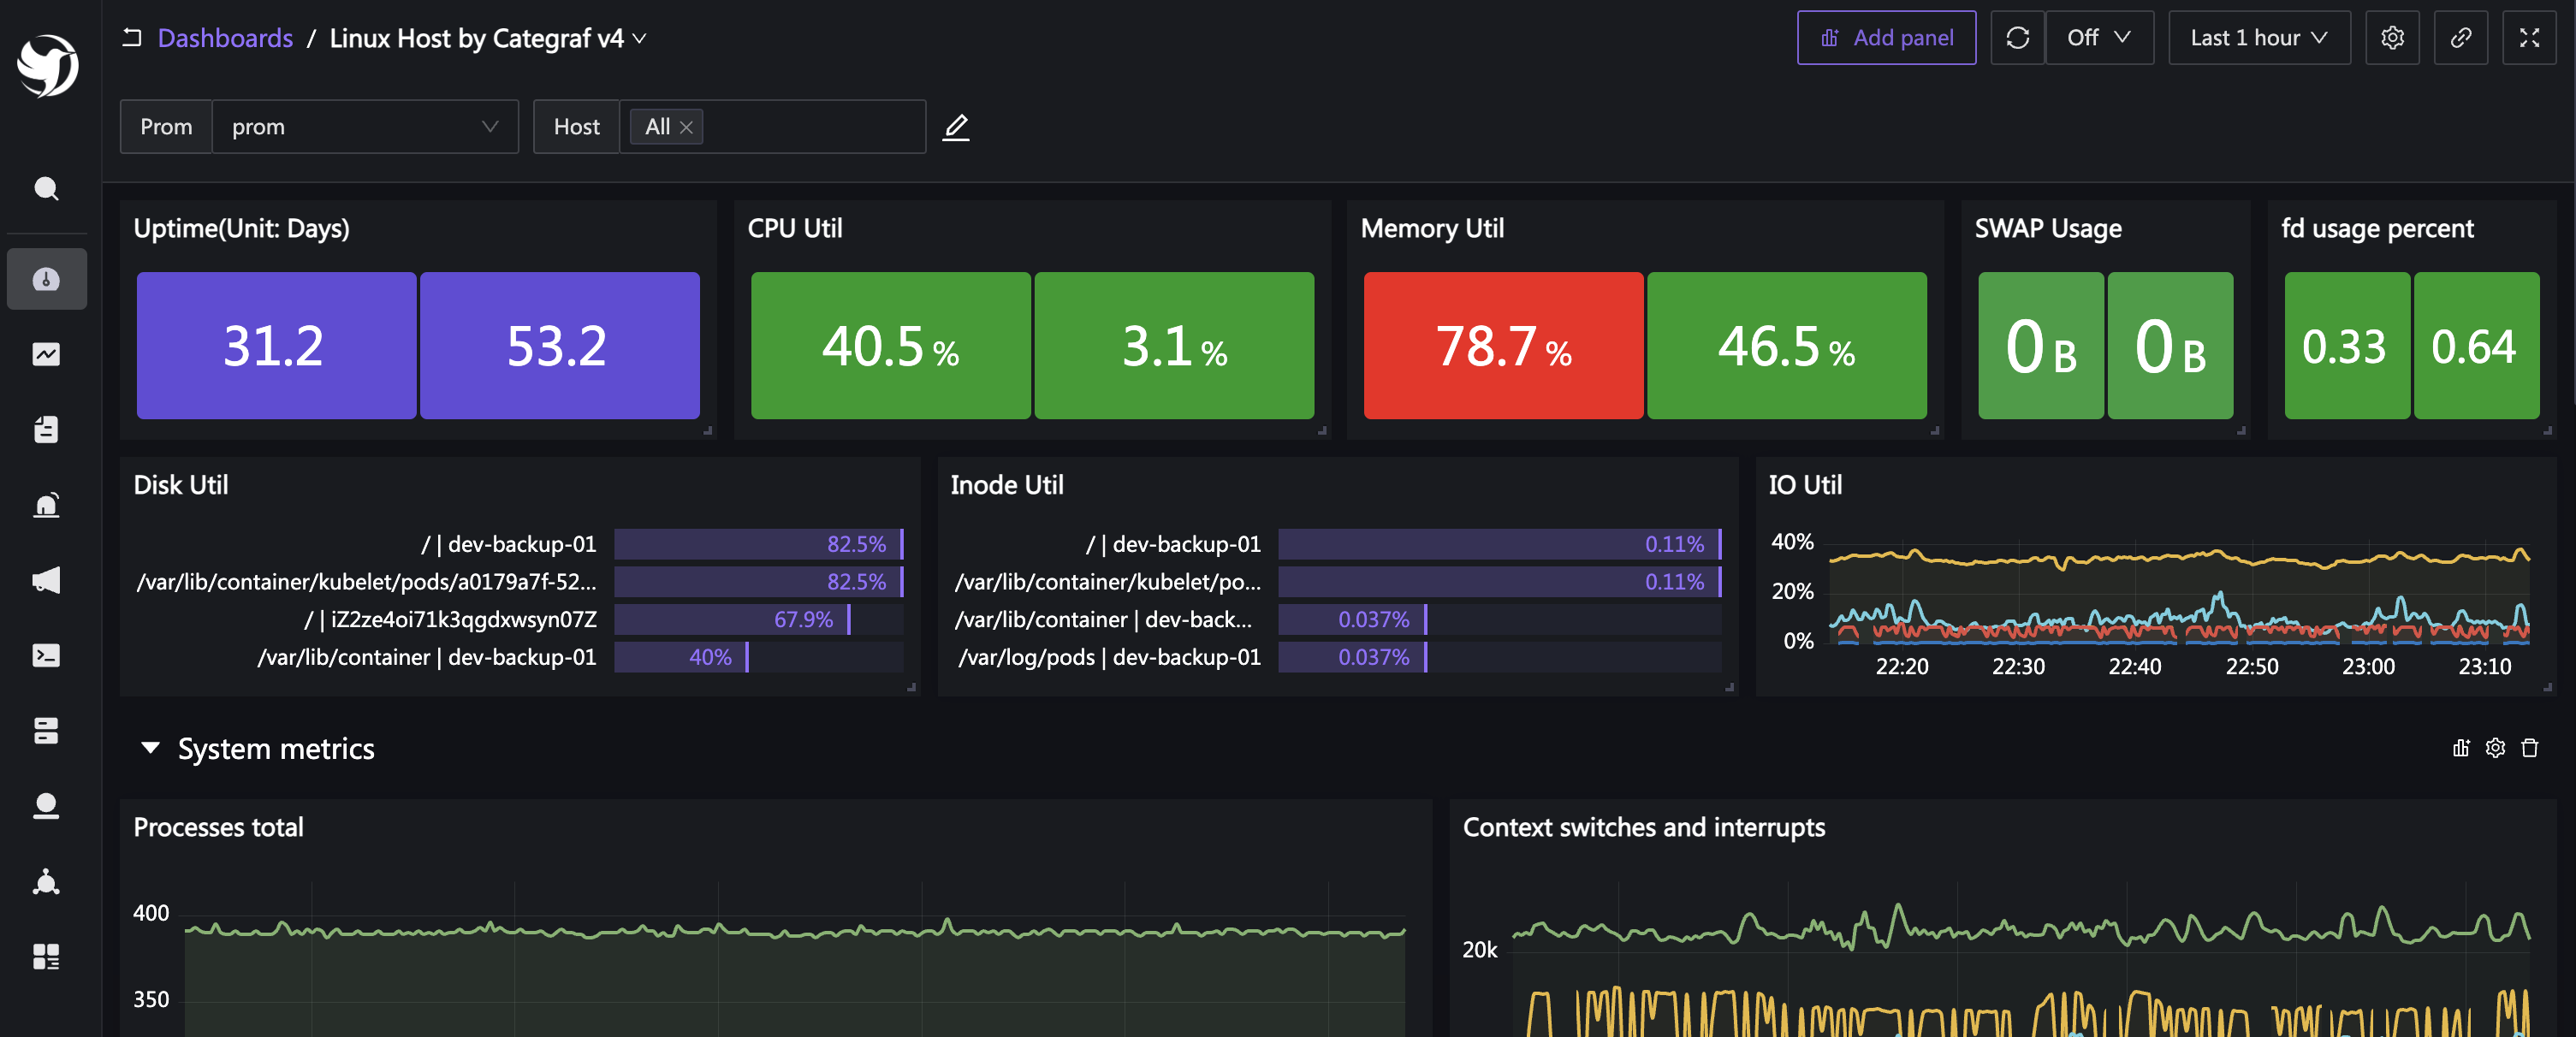 Dashboards / Linux Host by Categraf v4
Add panel
Off
Last 1 hour
Prom
prom
Host
All
Uptime(Unit: Days)
31.2
53.2
CPU Util
40.5 %
3.1 %
Memory Util
78.7 %
46.5 %
SWAP Usage
0 B
0 B
fd usage percent
0.33
0.64
Disk Util
/ | dev-backup-01
82.5%
/var/lib/container/kubelet/pods/a0179a7f-52...
82.5%
/ | iZ2ze4oi71k3qgdxwsyn07Z
67.9%
/var/lib/container | dev-backup-01
40%
Inode Util
/ | dev-backup-01
0.11%
/var/lib/container/kubelet/po...
0.11%
/var/lib/container | dev-back...
0.037%
/var/log/pods | dev-backup-01
0.037%
IO Util
40%
20%
0%
22:20
22:30
22:40
22:50
23:00
23:10
System metrics
Processes total
400
350
Context switches and interrupts
20k